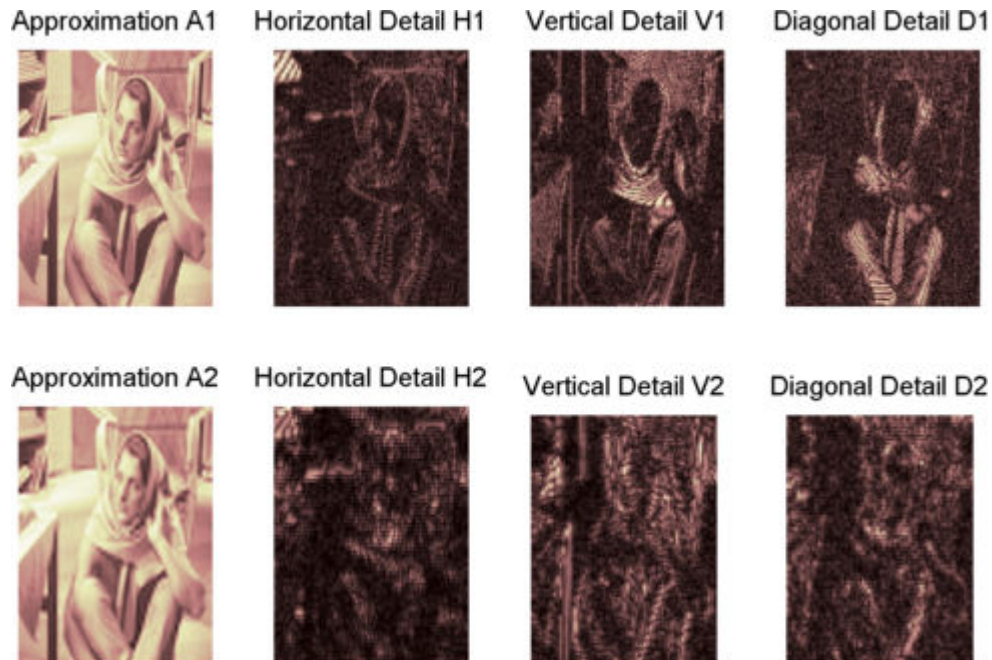 Approximation A1
Horizontal Detail H1
Vertical Detail V1
Diagonal Detail D1
Approximation A2
Horizontal Detail H2
Vertical Detail V2
Diagonal Detail D2